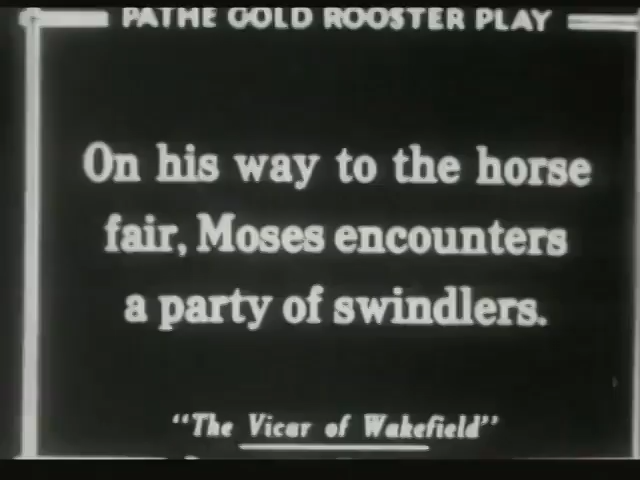 PATHE GOLD ROOSTER PLAY
On his way to the horse
fair, Moses encounters
a party of swindlers.
"The Vicar of Wakefield"